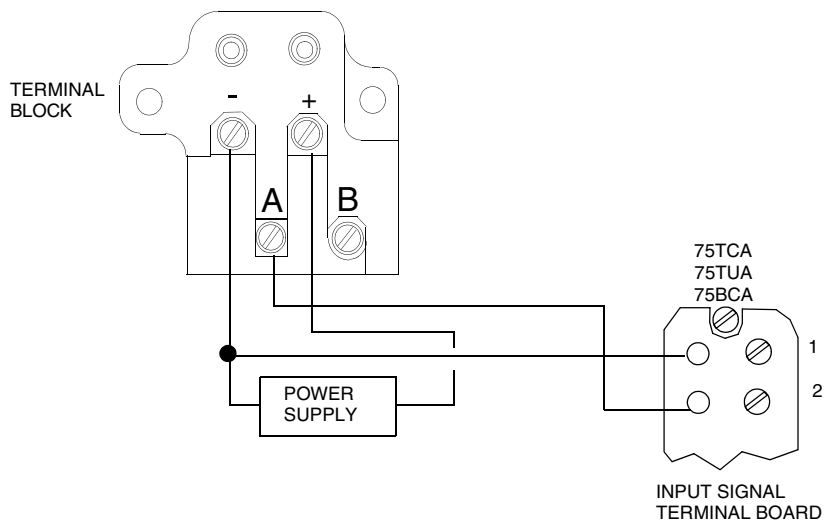 TERMINAL
BLOCK
- +
A B
75TCA
75TUA
75BCA
1
2
POWER
SUPPLY
INPUT SIGNAL
TERMINAL BOARD